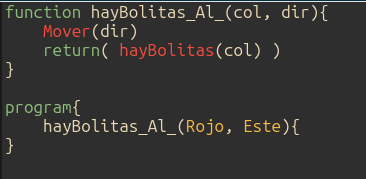 function hayBolitas_Al_(col, dir){
    Mover(dir)
    return( hayBolitas(col) )
}

program{
    hayBolitas_Al_(Rojo, Este){
}